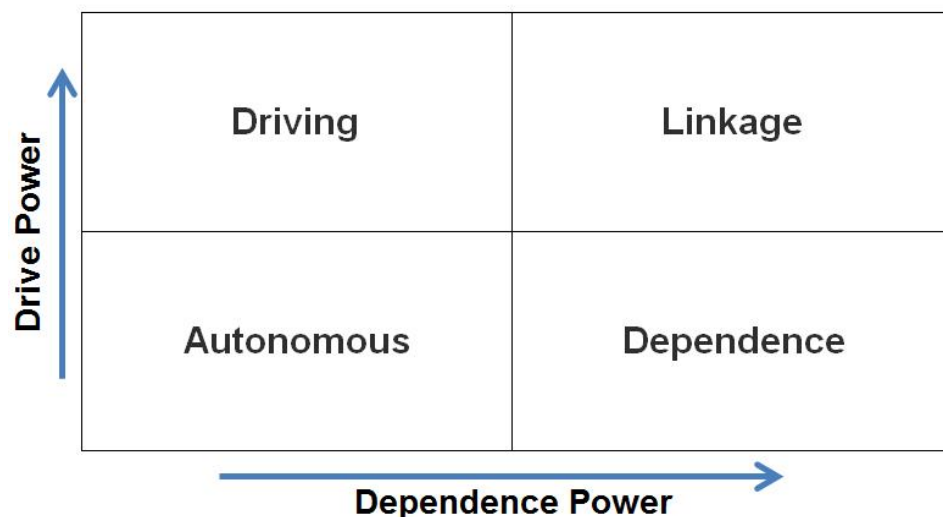 Drive Power
Driving
Linkage
Autonomous
Dependence
Dependence Power